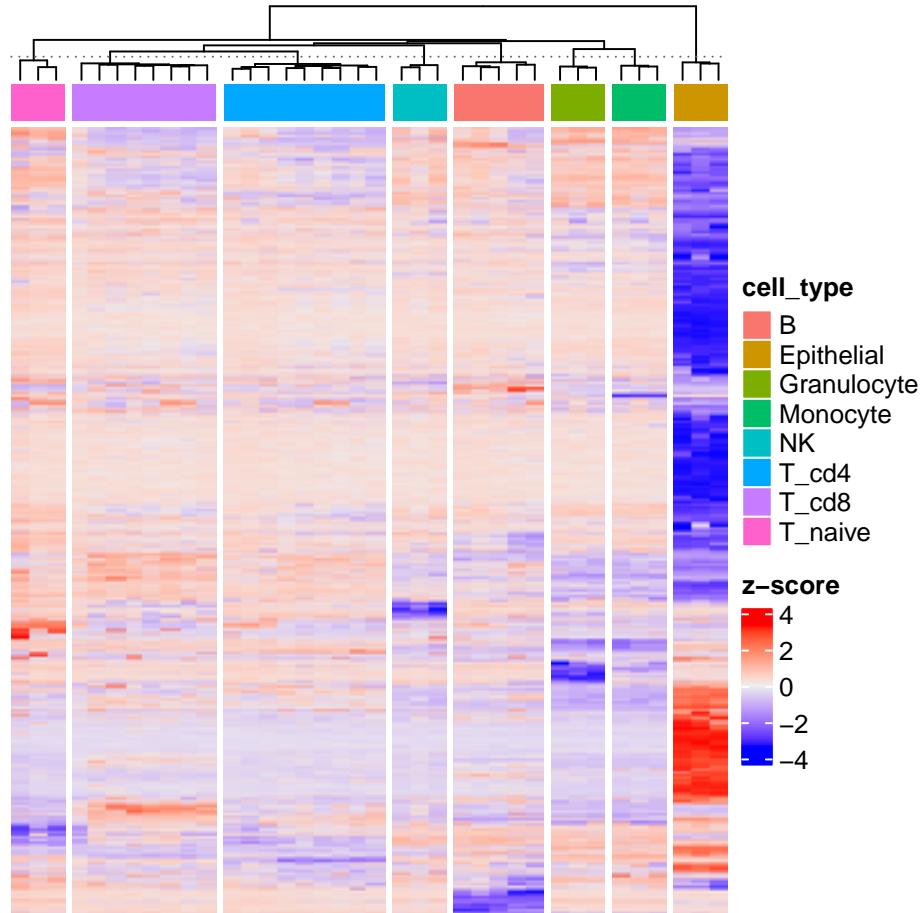 cell_type
B
Epithelial
Granulocyte
Monocyte
NK
T_cd4
T_cd8
T_naive
z−score
4
2
0
−2
−4